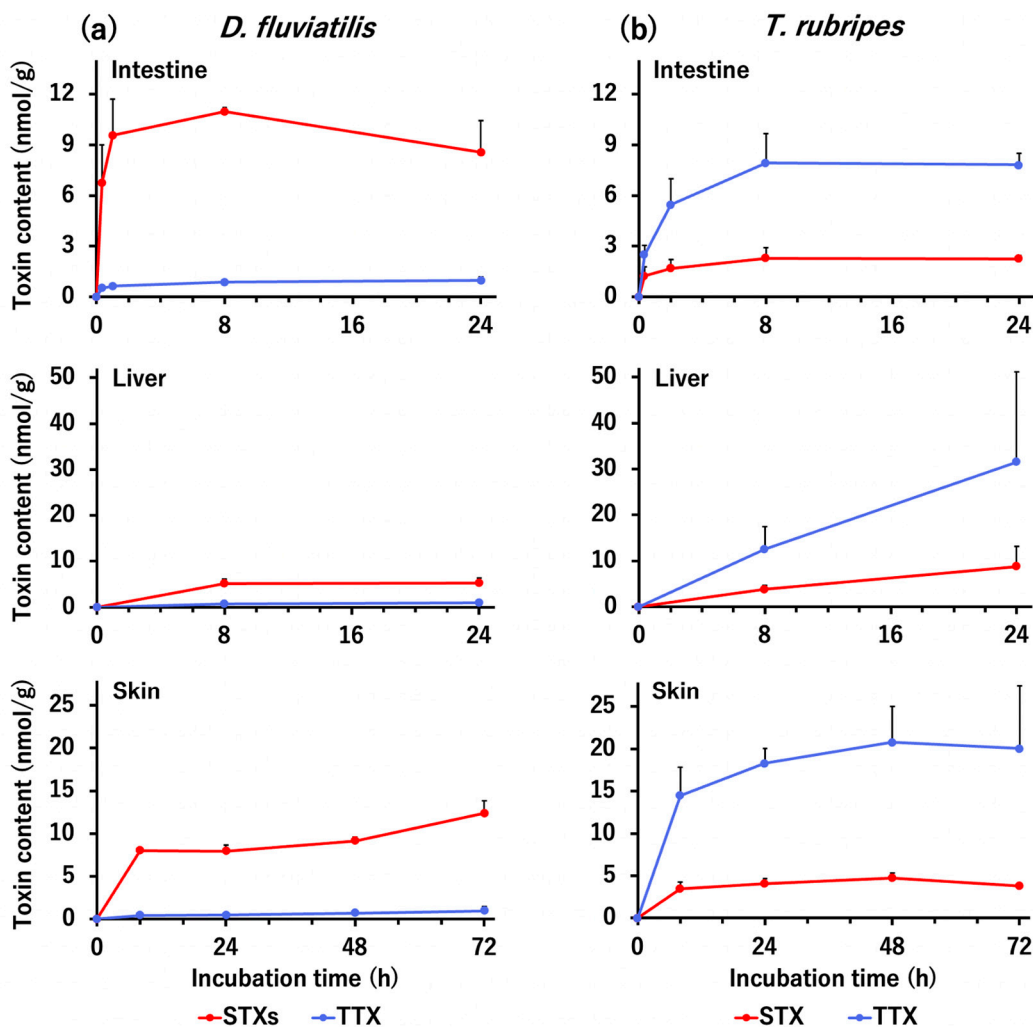 (a) D. fluviatilis
(b) T. rubripes
Toxin content (nmol/g)
Intestine
12
9
6
3
0
0 8 16 24
Intestine
12
9
6
3
0
0 8 16 24
Toxin content (nmol/g)
Liver
50
40
30
20
10
0
0 8 16 24
Liver
50
40
30
20
10
0
0 8 16 24
Toxin content (nmol/g)
Skin
25
20
15
10
5
0
0 24 48 72
Incubation time (h)
STXs TTX
Skin
25
20
15
10
5
0
0 24 48 72
Incubation time (h)
STX TTX